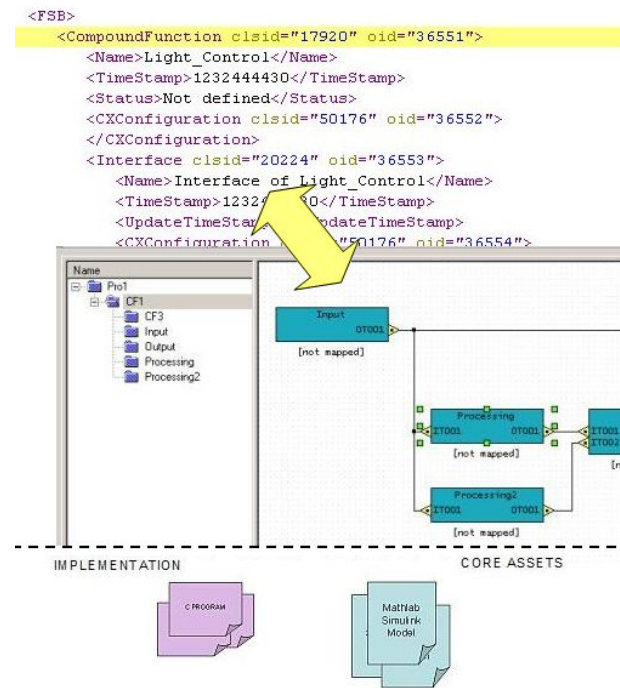 <FSB>
<CompoundFunction clsid="17920" oid="36551">
<Name>Light_Control</Name>
<TimeStamp>1232444430</TimeStamp>
<Status>Not defined</Status>
<CXConfiguration clsid="50176" oid="36552">
</CXConfiguration>
<Interface clsid="20224" oid="36553">
<Name>Interface of Light_Control</Name>
<TimeStamp>1232 30</TimeStamp>
<UpdateTimeSta pdateTimeStamp>
<CXConfiguration "50176" oid="36554">
Name
Pro1
CF1
CF3
Input
Output
Processing
Processing2
Input
OT001
[not mapped]
Processing
IT001 OT001
[not mapped]
IT001
IT002
Processing2
IT001 OT001
[not mapped]
IMPLEMENTATION
CORE ASSETS
C PROGRAM
Mathlab
Simulink
Model